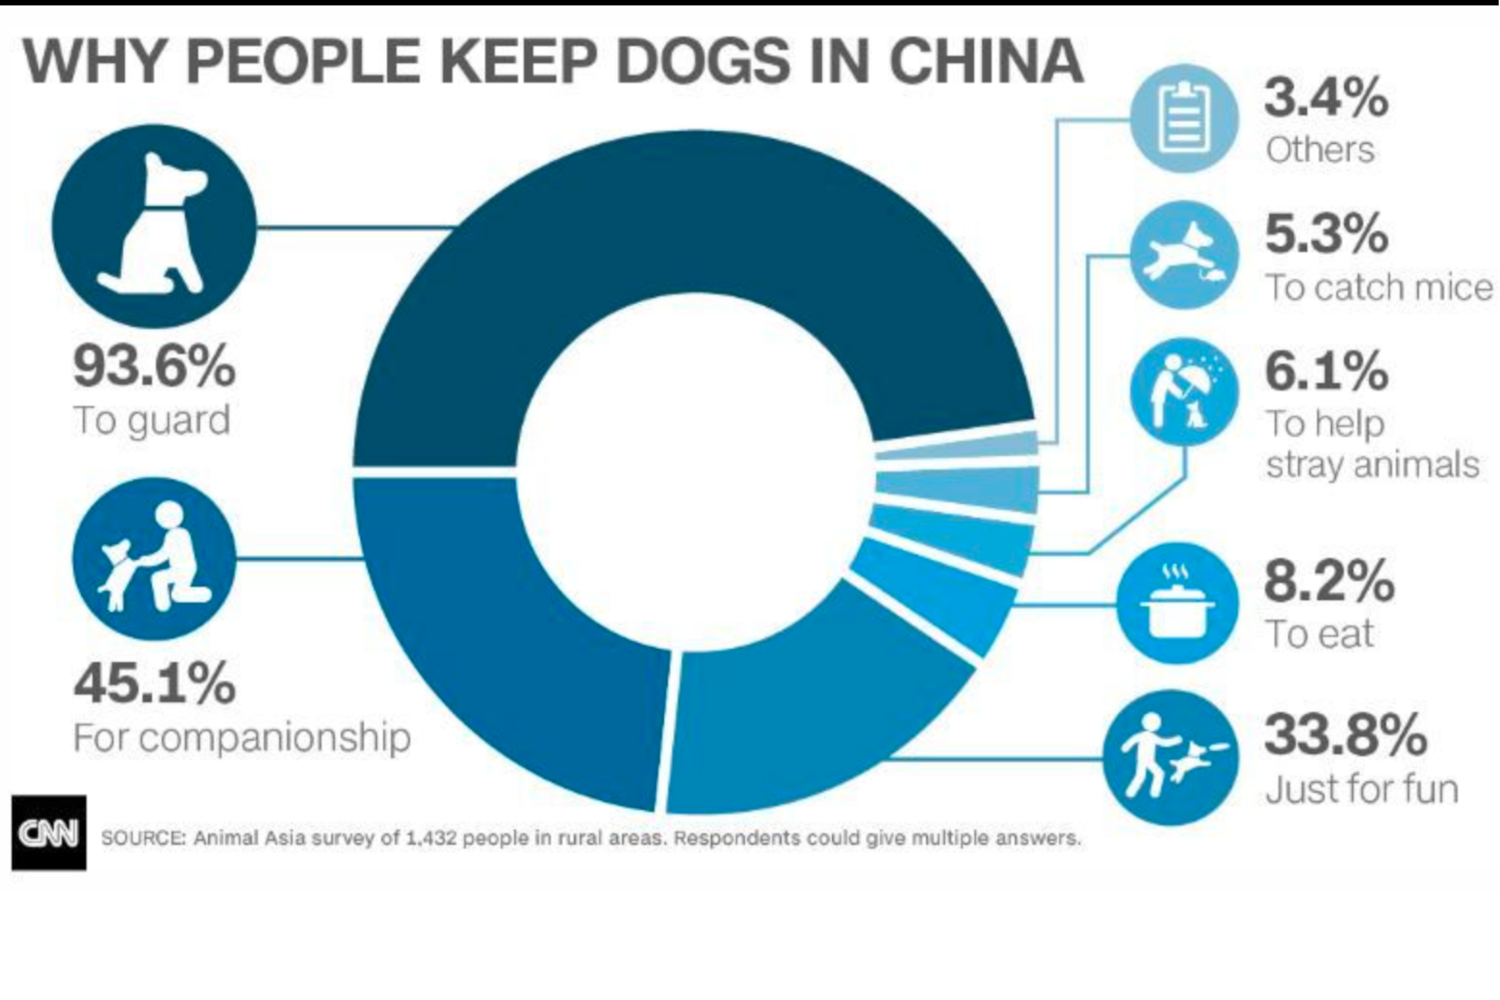 WHY PEOPLE KEEP DOGS IN CHINA
93.6%
To guard
45.1%
For companionship
3.4%
Others
5.3%
To catch mice
6.1%
To help
stray animals
8.2%
To eat
33.8%
Just for fun
CNN
SOURCE: Animal Asia survey of 1,432 people in rural areas. Respondents could give multiple answers.